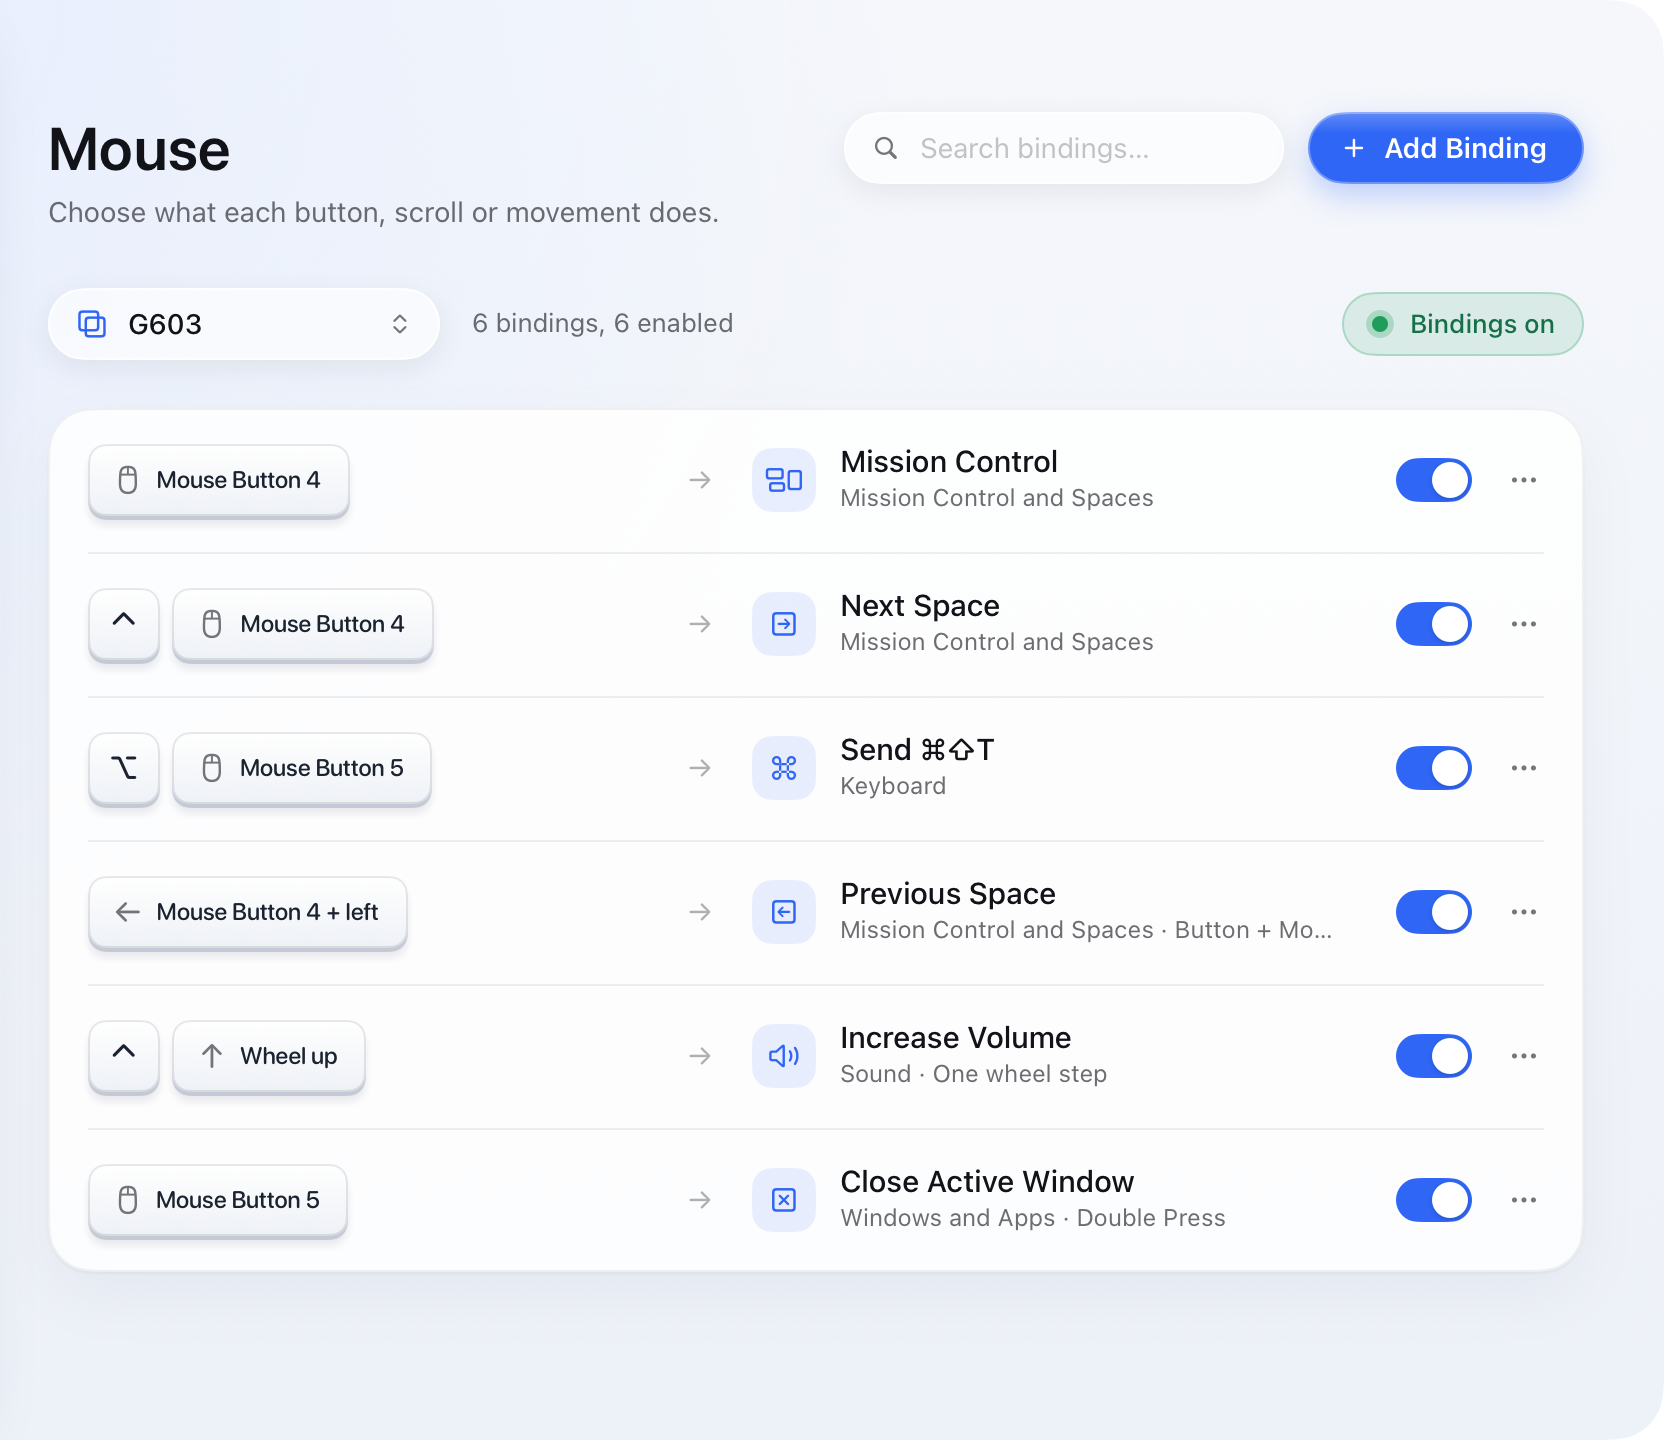 Mouse
Search bindings...
+ Add Binding
Choose what each button, scroll or movement does.
G603
6 bindings, 6 enabled
Bindings on
Mouse Button 4
Mission Control
Mission Control and Spaces
Mouse Button 4
Next Space
Mission Control and Spaces
⌥ Mouse Button 5
Send ⌘⇧T
Keyboard
Mouse Button 4 + left
Previous Space
Mission Control and Spaces · Button + Mo...
Wheel up
Increase Volume
Sound · One wheel step
Mouse Button 5
Close Active Window
Windows and Apps · Double Press